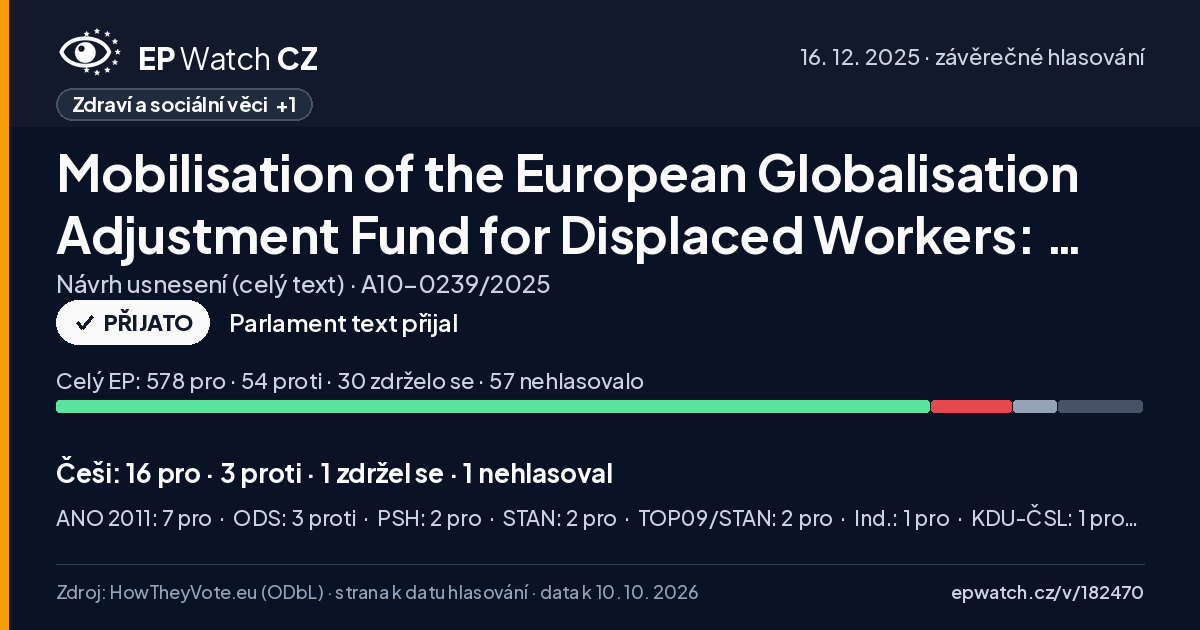 EP Watch CZ
16. 12. 2025 · závěrečné hlasování
Zdraví a sociální věci +1
Mobilisation of the European Globalisation
Adjustment Fund for Displaced Workers: …
Návrh usnesení (celý text) · A10-0239/2025
✓ PŘIJATO Parlament text přijal
Celý EP: 578 pro · 54 proti · 30 zdrželo se · 57 nehlasovalo
Češi: 16 pro · 3 proti · 1 zdržel se · 1 nehlasoval
ANO 2011: 7 pro · ODS: 3 proti · PSH: 2 pro · STAN: 2 pro · TOP09/STAN: 2 pro · Ind.: 1 pro · KDU-ČSL: 1 pro…
Zdroj: HowTheyVote.eu (ODbL) · strana k datu hlasování · data k 10. 10. 2026
epwatch.cz/v/182470